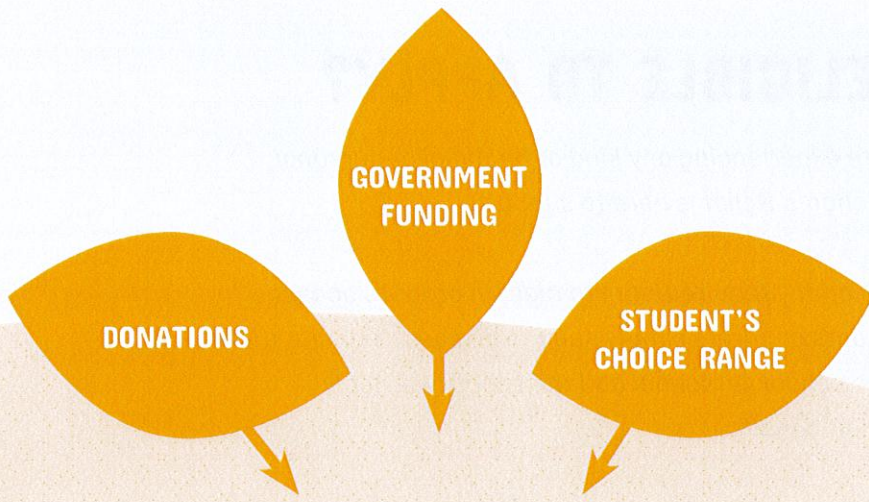 GOVERNMENT
FUNDING
DONATIONS
STUDENT'S
CHOICE RANGE